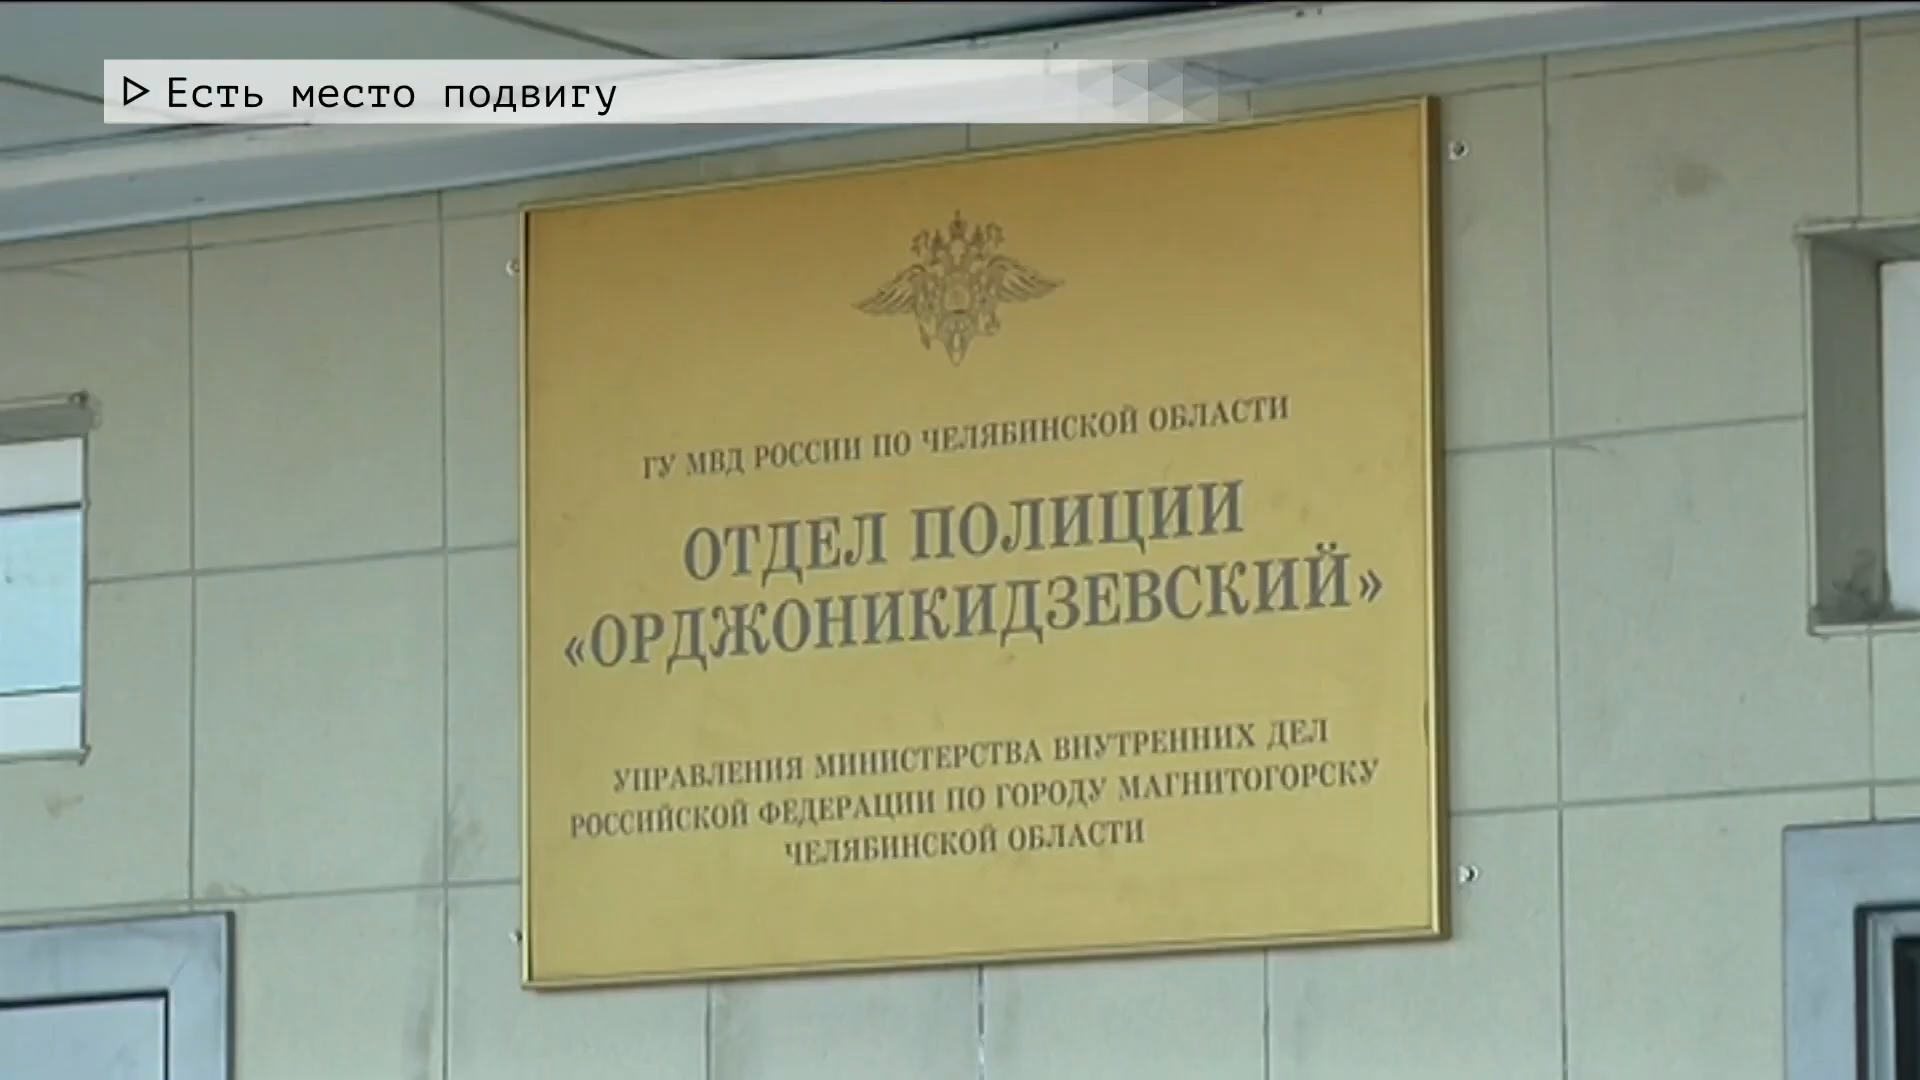 Есть место подвигу
ГУ МВД РОССИИ ПО ЧЕЛЯБИНСКОЙ ОБЛАСТИ
ОТДЕЛ ПОЛИЦИИ
«ОРДЖОНИКИДЗЕВСКИЙ»
УПРАВЛЕНИЯ МИНИСТЕРСТВА ВНУТРЕННИХ ДЕЛ
РОССИЙСКОЙ ФЕДЕРАЦИИ ПО ГОРОДУ МАГНИТОГОРСКУ
ЧЕЛЯБИНСКОЙ ОБЛАСТИ